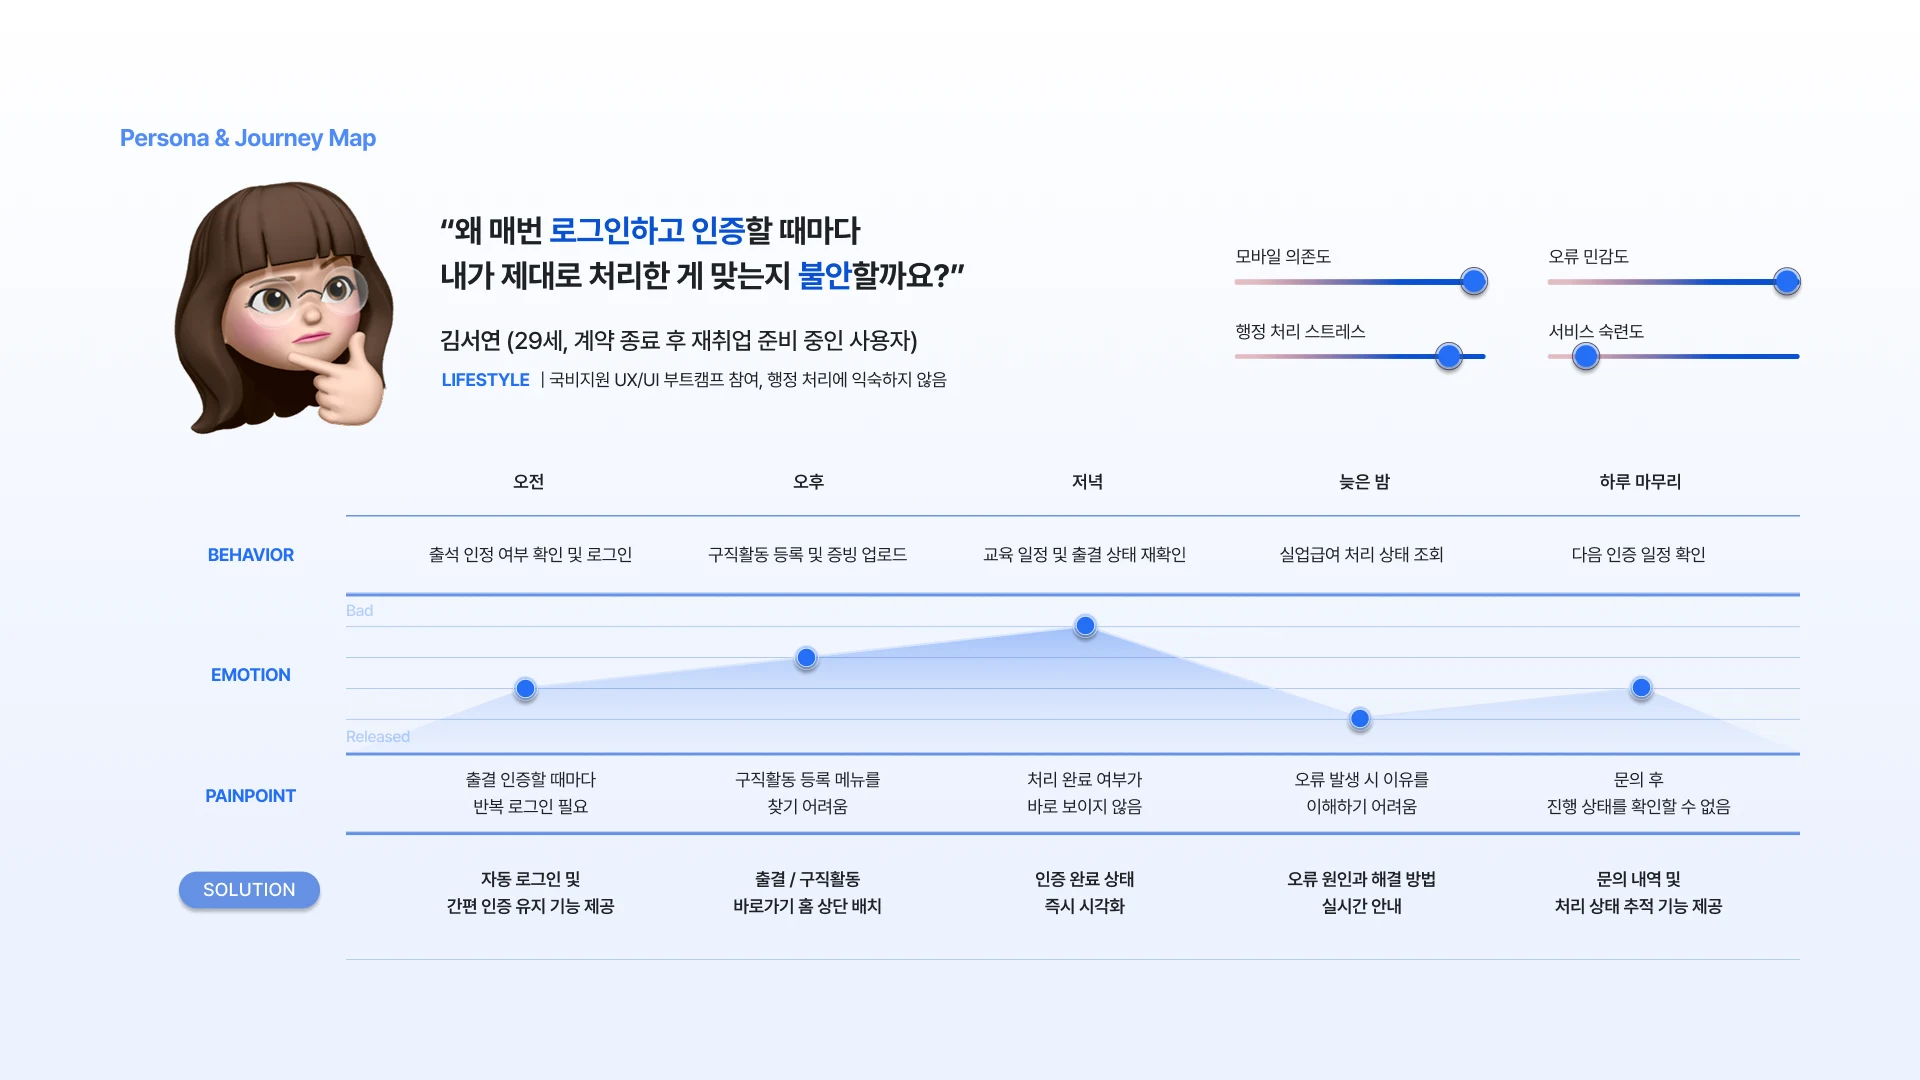 Persona & Journey Map
“왜 매번 로그인하고 인증할 때마다
내가 제대로 처리한 게 맞는지 불안할까요?”
김서연 (29세, 계약 종료 후 재취업 준비 중인 사용자)
LIFESTYLE | 국비지원 UX/UI 부트캠프 참여, 행정 처리에 익숙하지 않음
모바일 의존도
오류 민감도
행정 처리 스트레스
서비스 숙련도
오전 오후 저녁 늦은 밤 하루 마무리
BEHAVIOR 출석 인정 여부 확인 및 로그인 구직활동 등록 및 증빙 업로드 교육 일정 및 출결 상태 재확인 실업급여 처리 상태 조회 다음 인증 일정 확인
Bad
EMOTION
Released
PAINPOINT
출결 인증할 때마다
반복 로그인 필요
구직활동 등록 메뉴를
찾기 어려움
처리 완료 여부가
바로 보이지 않음
오류 발생 시 이유를
이해하기 어려움
문의 후
진행 상태를 확인할 수 없음
SOLUTION
자동 로그인 및
간편 인증 유지 기능 제공
출결 / 구직활동
바로가기 홈 상단 배치
인증 완료 상태
즉시 시각화
오류 원인과 해결 방법
실시간 안내
문의 내역 및
처리 상태 추적 기능 제공